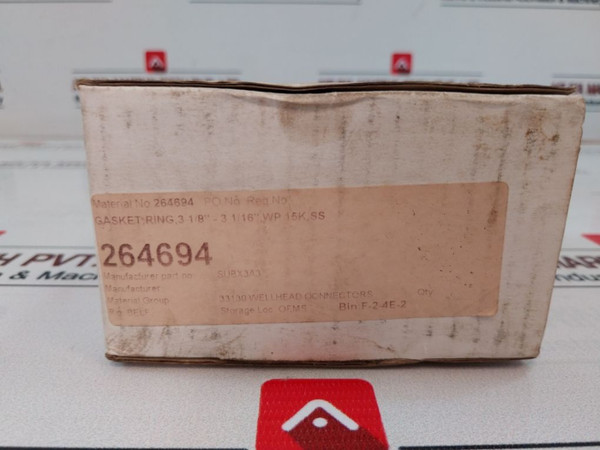 Material No 264694 PO No Req No
GASKET:RING,3 1/8" - 3 1/16",WP 15K,SS
264694
Manufacturer part no
Manufacturer
Material Group 33130 WELLHEAD CONNECTORS Qty
Storage Loc OEMS Bin:F-2-4E-2